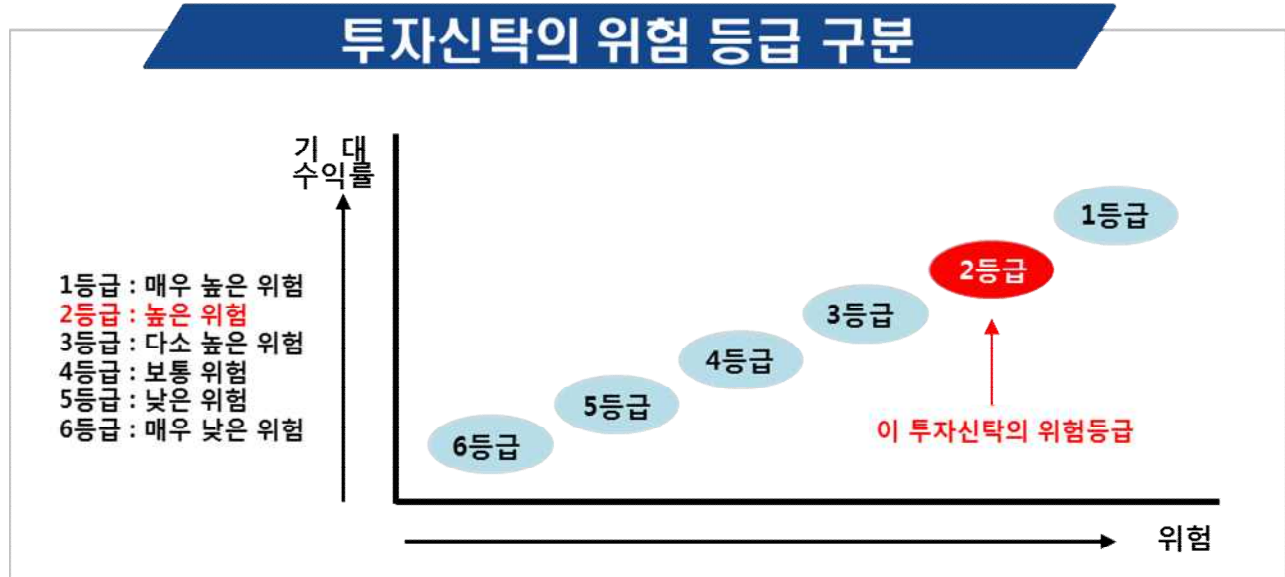 투자신탁의 위험 등급 구분
기 대
수익률
1등급 : 매우 높은 위험
2등급 : 높은 위험
3등급 : 다소 높은 위험
4등급 : 보통 위험
5등급 : 낮은 위험
6등급 : 매우 낮은 위험
1등급
2등급
3등급
4등급
5등급
6등급
이 투자신탁의 위험등급
위험